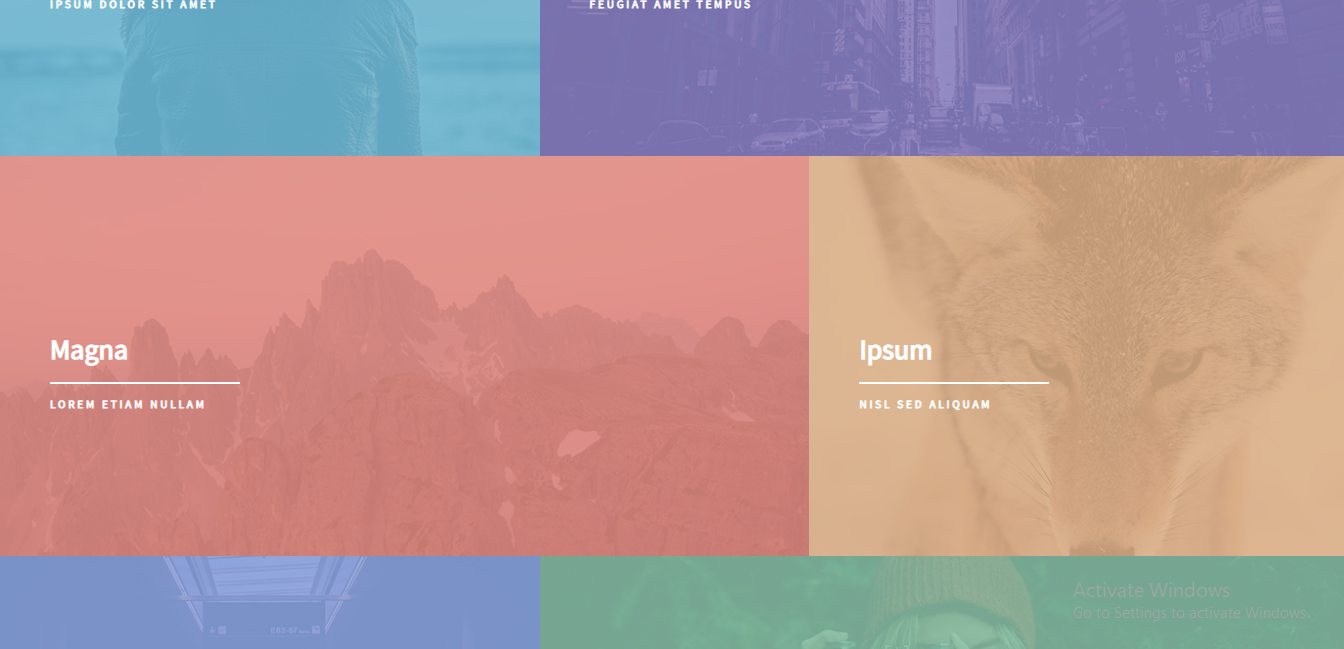 IPSUM DOLOR SIT AMET
FEUGIAT AMET TEMPUS
Magna
LOREM ETIAM NULLAM
Ipsum
NISL SED ALIQUAM
Activate Windows
Go to Settings to activate Windows.